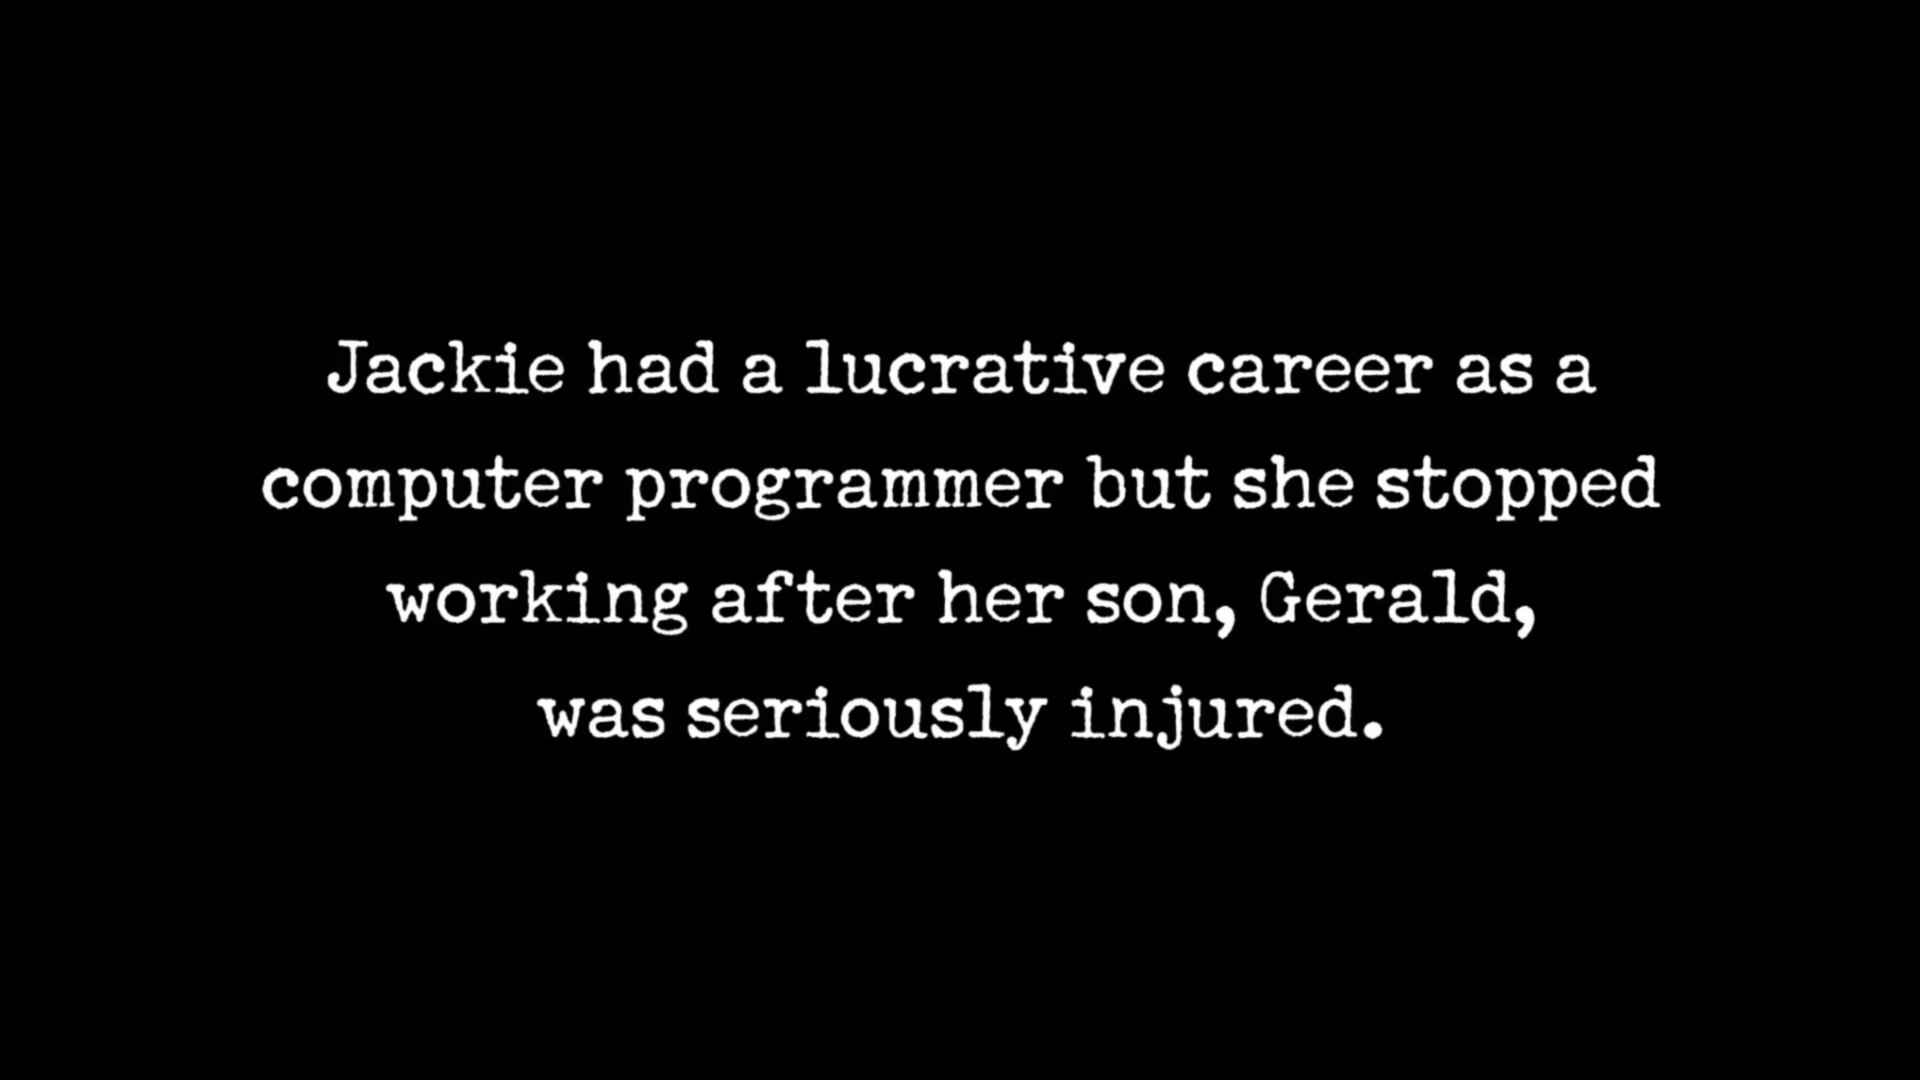 Jackie had a lucrative career as a
computer programmer but she stopped
working after her son, Gerald,
was seriously injured.